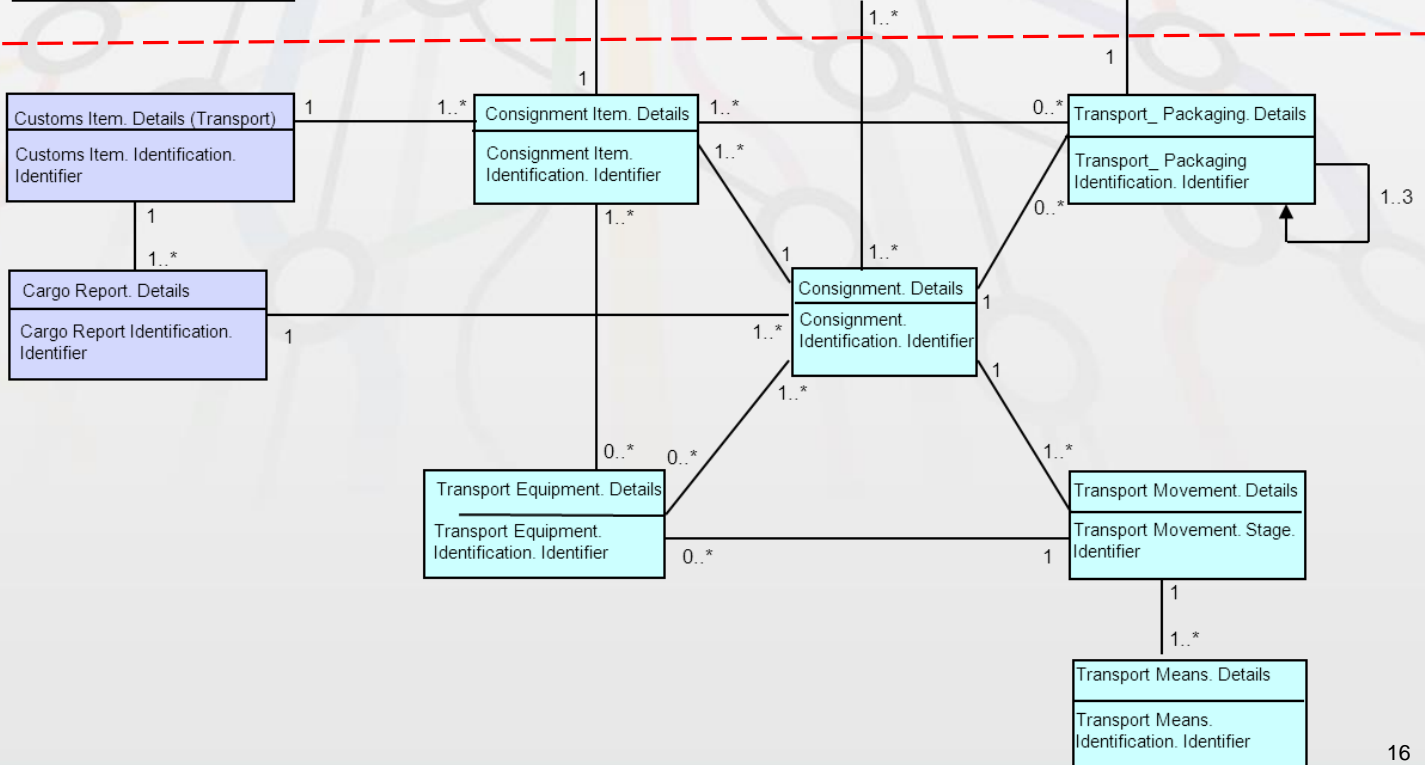 1..*
1
1
Customs Item. Details (Transport)
Customs Item. Identification.
Identifier
1
1..*
Consignment Item. Details
Consignment Item.
Identification. Identifier
1..*
0..*
Transport_ Packaging. Details
Transport_ Packaging
Identification. Identifier
1..3
1..*
0..*
1
1..*
1..*
1
1..*
Cargo Report. Details
Cargo Report Identification.
Identifier
1
1..*
Consignment. Details
Consignment.
Identification. Identifier
1
1
1..*
0..*
0..*
1..*
Transport Equipment. Details
Transport Equipment.
Identification. Identifier
0..*
1
Transport Movement. Details
Transport Movement. Stage.
Identifier
1
1..*
Transport Means. Details
Transport Means.
Identification. Identifier
16